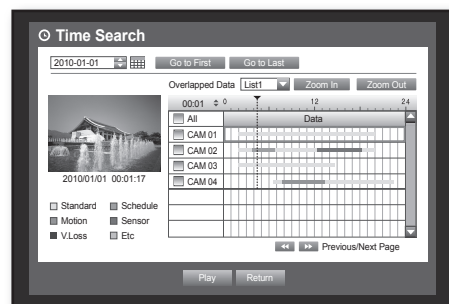 Time Search
2010-01-01
Go to First
Go to Last
Overlapped Data
List1
Zoom In
Zoom Out
00:01
0
12
24
All
Data
CAM 01
CAM 02
CAM 03
CAM 04
2010/01/01 00:01:17
Standard
Schedule
Motion
Sensor
V.Loss
Etc
Previous/Next Page
Play
Return